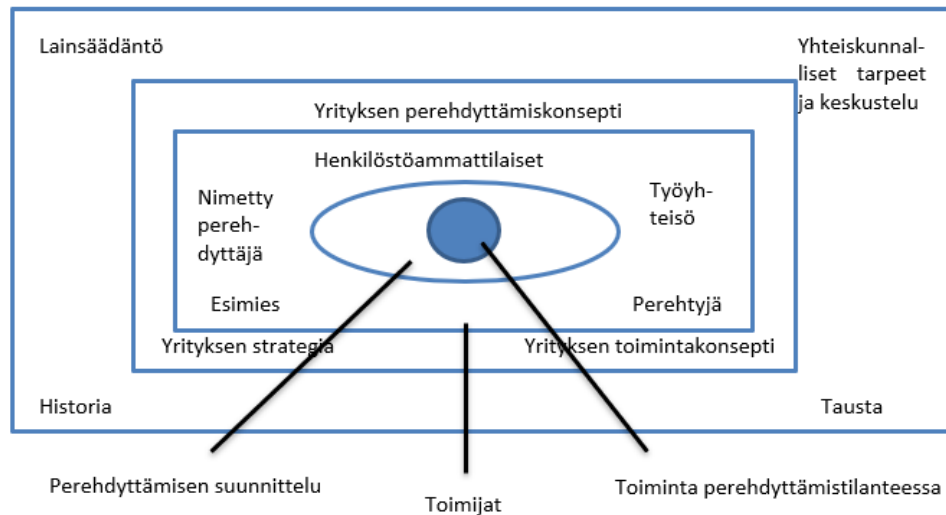 Lainsäädäntö
Yhteiskunnal-
liset tarpeet
ja keskustelu
Yrityksen perehdyttämiskonsepti
Henkilöstöammattilaiset
Nimetty
pereh-
dyttäjä
Työyh-
teisö
Esimies
Perehtyjä
Yrityksen strategia
Yrityksen toimintakonsepti
Historia
Tausta
Perehdyttämisen suunnittelu
Toimijat
Toiminta perehdyttämistilanteessa